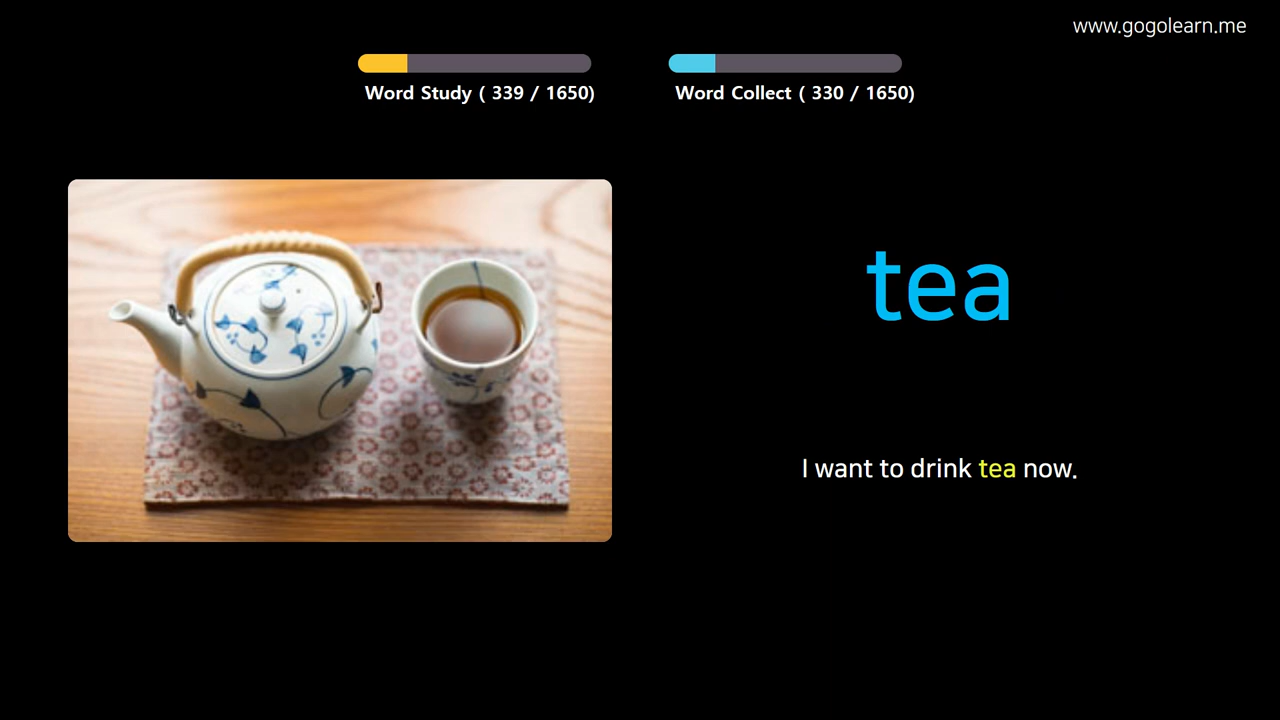 www.gogolearn.me
Word Study ( 339 / 1650)
Word Collect ( 330 / 1650)
tea
I want to drink tea now.